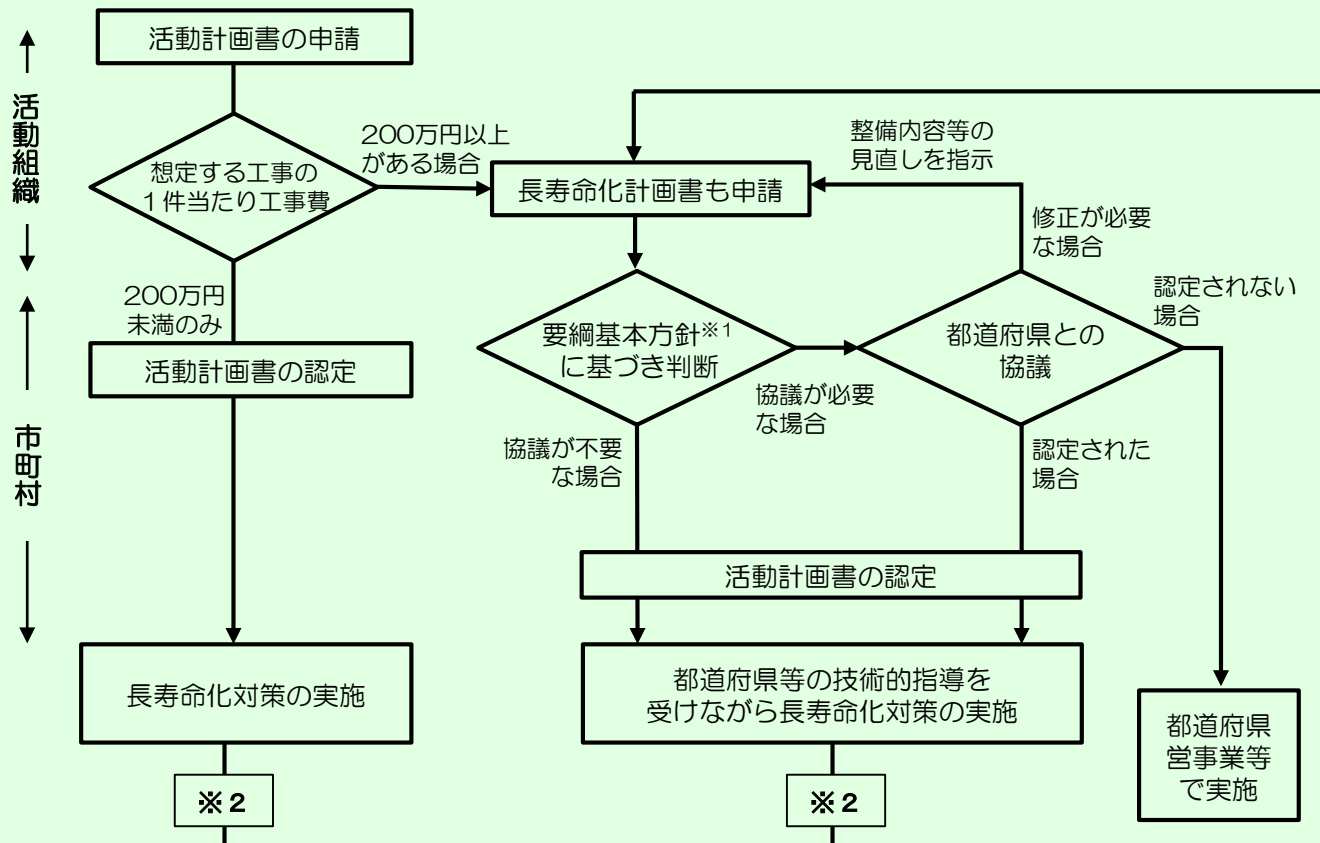 活動計画書の申請
活動組織
想定する工事の
1件当たり工事費
200万円以上
がある場合
長寿命化計画書も申請
整備内容等の
見直しを指示
修正が必要
な場合
200万円
未満のみ
活動計画書の認定
要綱基本方針※1
に基づき判断
協議が必要
な場合
都道府県との
協議
認定されない
場合
市町村
協議が不要
な場合
認定された
場合
活動計画書の認定
長寿命化対策の実施
都道府県等の技術的指導を
受けながら長寿命化対策の実施
都道府県
営事業等
で実施
※2
※2